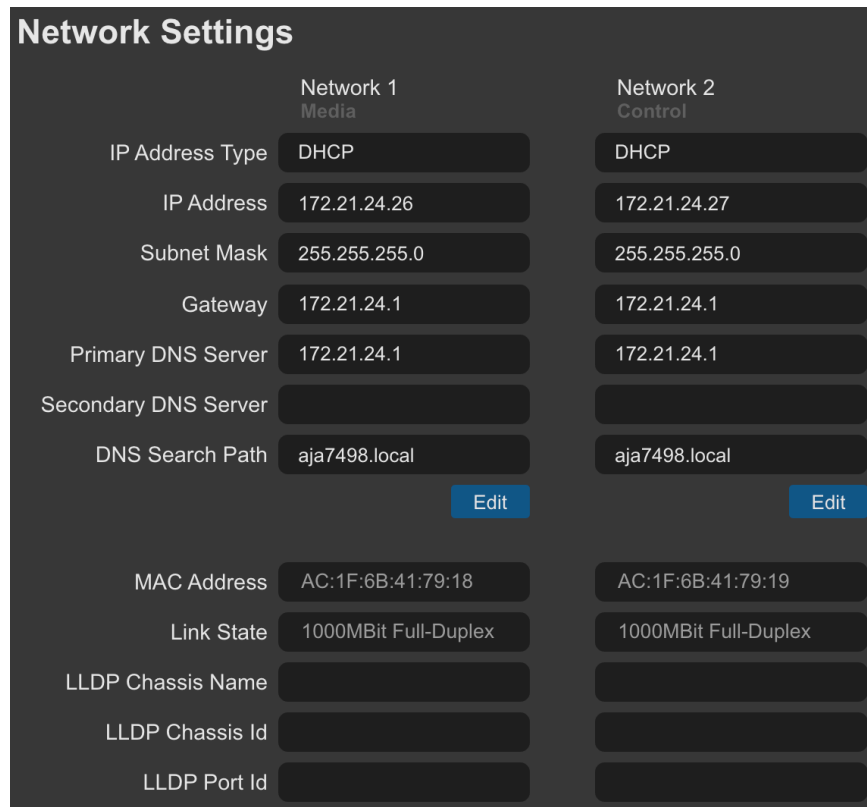 Network Settings
Network 1 Network 2
Media Control
IP Address Type DHCP DHCP
IP Address 172.21.24.26 172.21.24.27
Subnet Mask 255.255.255.0 255.255.255.0
Gateway 172.21.24.1 172.21.24.1
Primary DNS Server 172.21.24.1 172.21.24.1
Secondary DNS Server
DNS Search Path aja7498.local aja7498.local
Edit Edit
MAC Address AC:1F:6B:41:79:18 AC:1F:6B:41:79:19
Link State 1000MBit Full-Duplex 1000MBit Full-Duplex
LLDP Chassis Name
LLDP Chassis Id
LLDP Port Id